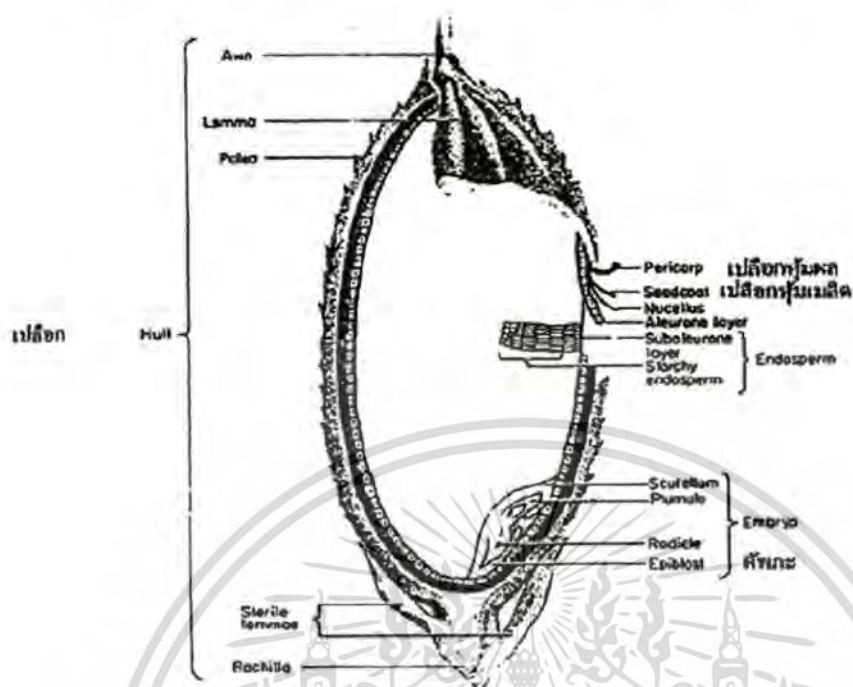 Awn
Lemma
Palea
Pericarp เปลือกหุ้มผล
Seedcoat เปลือกหุ้มเมล็ด
Nucellus
Aleurone layer
เปลือก Hull
Subaleurone layer
Starchy endosperm
Endosperm
Scutellum
Plumule
Embryo
Radicle
Epiblast คัพภะ
Sterile lemmae
Rachilla